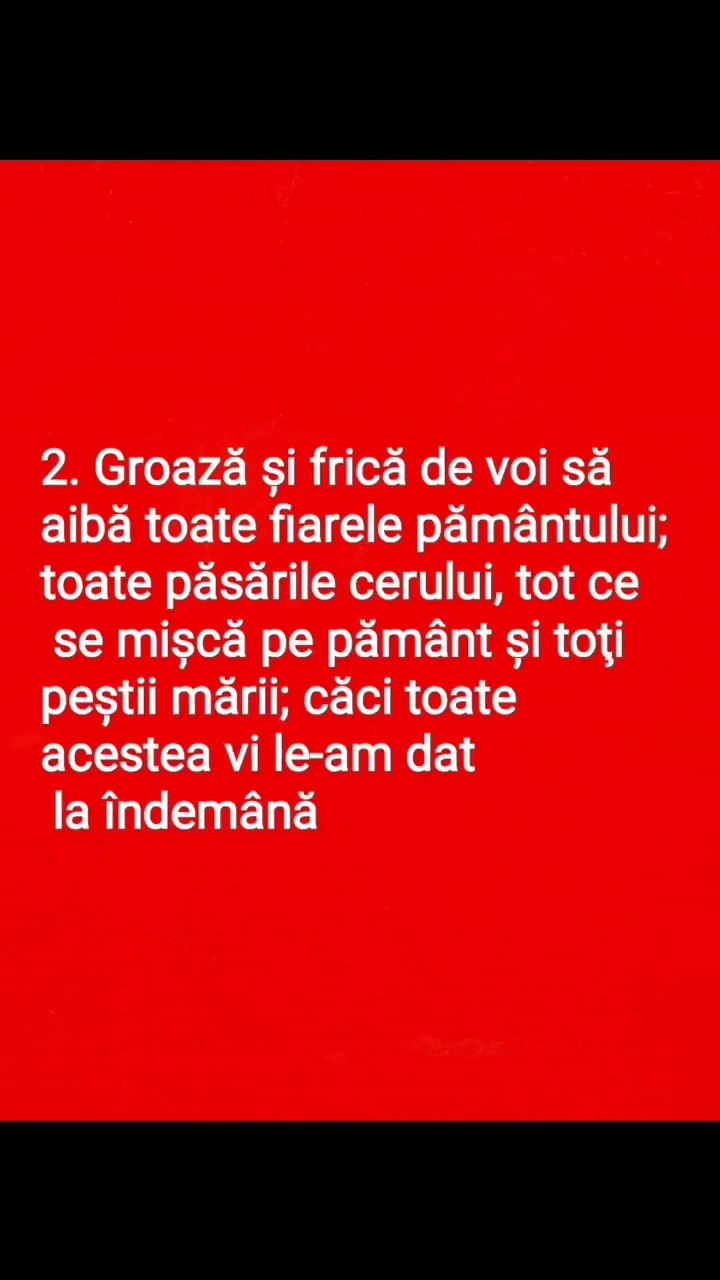 2. Groază și frică de voi să
aibă toate fiarele pământului;
toate păsările cerului, tot ce
se mișcă pe pământ și toţi
peștii mării; căci toate
acestea vi le-am dat
la îndemână